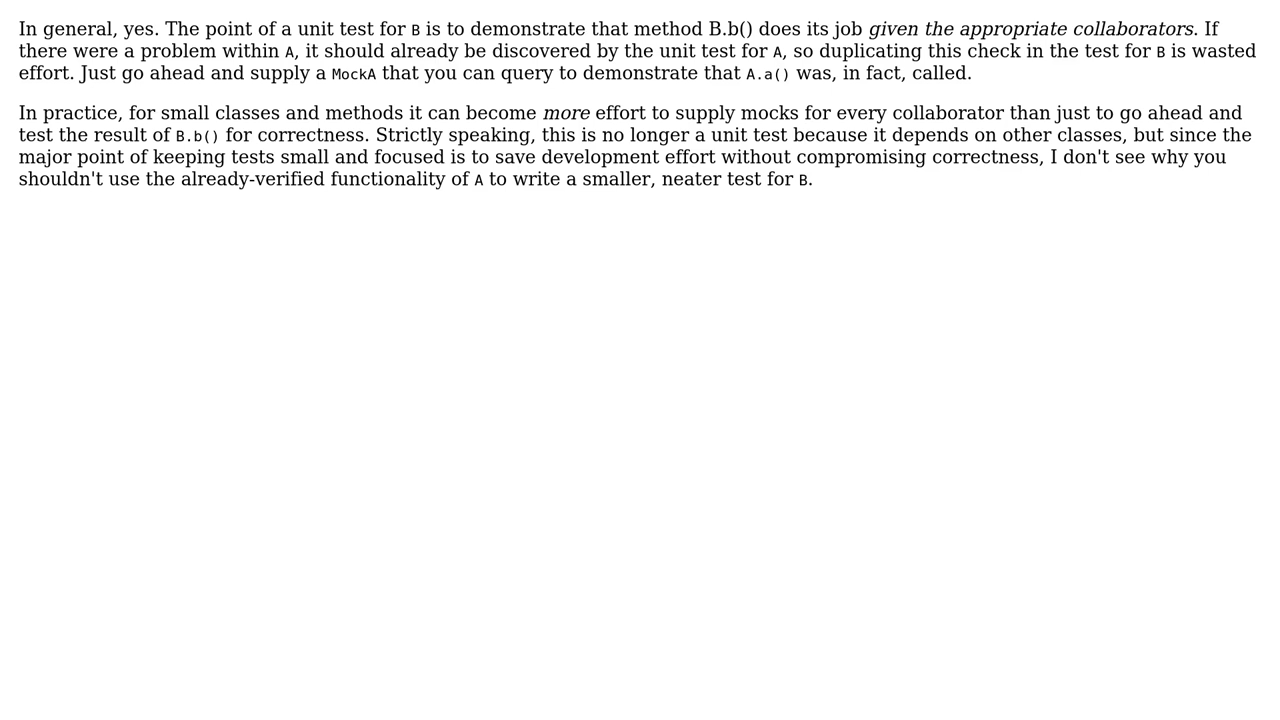 In general, yes. The point of a unit test for B is to demonstrate that method B.b() does its job given the appropriate collaborators. If
there were a problem within A, it should already be discovered by the unit test for A, so duplicating this check in the test for B is wasted
effort. Just go ahead and supply a MockA that you can query to demonstrate that A.a() was, in fact, called.
In practice, for small classes and methods it can become more effort to supply mocks for every collaborator than just to go ahead and
test the result of B.b() for correctness. Strictly speaking, this is no longer a unit test because it depends on other classes, but since the
major point of keeping tests small and focused is to save development effort without compromising correctness, I don't see why you
shouldn't use the already-verified functionality of A to write a smaller, neater test for B.